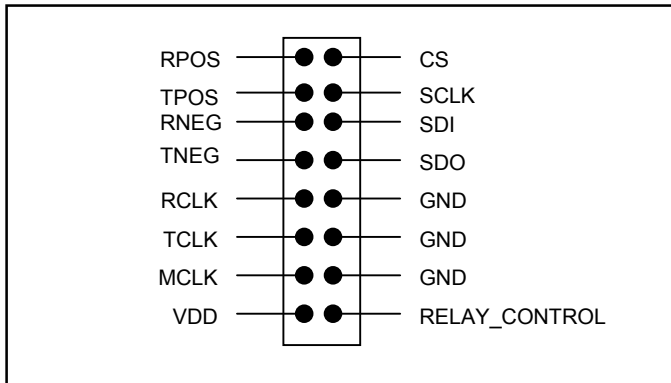 RPOS CS
TPOS SCLK
RNEG SDI
TNEG SDO
RCLK GND
TCLK GND
MCLK GND
VDD RELAY_CONTROL